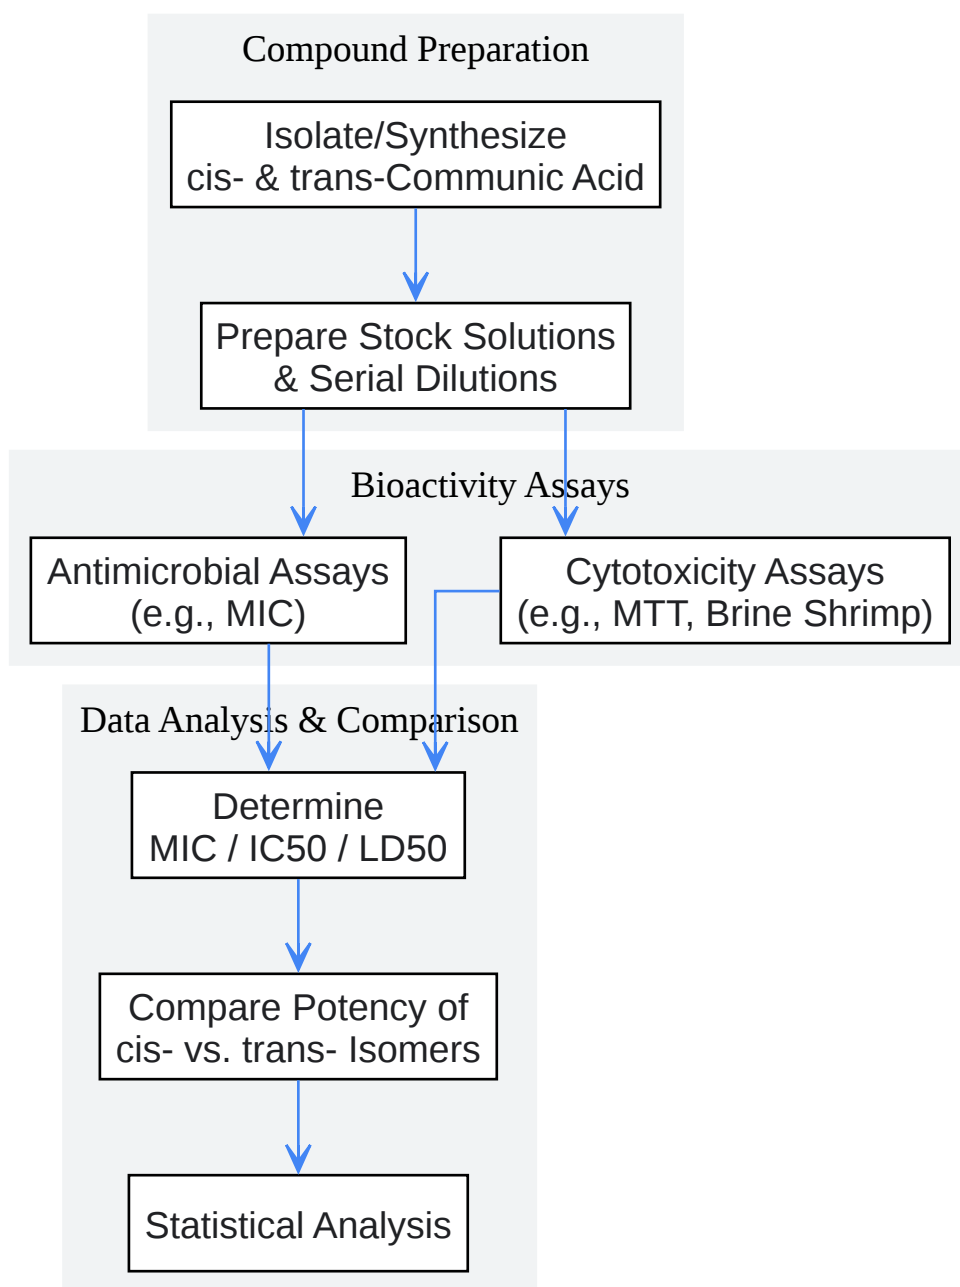 Compound Preparation
Isolate/Synthesize
cis- & trans-Communic Acid
Prepare Stock Solutions
& Serial Dilutions
Bioactivity Assays
Antimicrobial Assays
(e.g., MIC)
Cytotoxicity Assays
(e.g., MTT, Brine Shrimp)
Data Analysis & Comparison
Determine
MIC / IC50 / LD50
Compare Potency of
cis- vs. trans- Isomers
Statistical Analysis